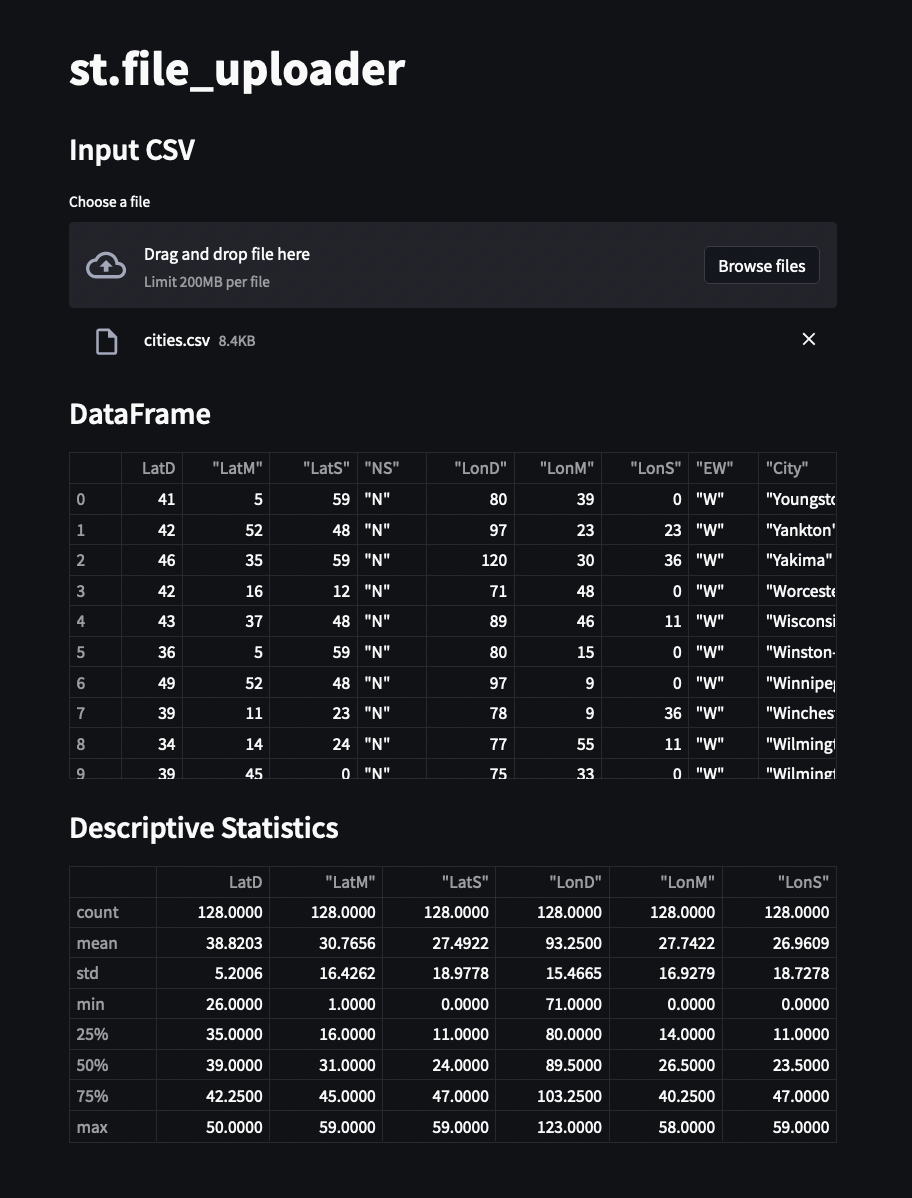 st.file_uploader
Input CSV
Choose a file
Drag and drop file here
Limit 200MB per file
Browse files
cities.csv 8.4KB
DataFrame
LatD "LatM" "LatS" "NS" "LonD" "LonM" "LonS" "EW" "City"
0 41 5 59 "N" 80 39 0 "W" "Youngsto
1 42 52 48 "N" 97 23 23 "W" "Yankton"
2 46 35 59 "N" 120 30 36 "W" "Yakima"
3 42 16 12 "N" 71 48 0 "W" "Worceste
4 43 37 48 "N" 89 46 11 "W" "Wisconsi
5 36 5 59 "N" 80 15 0 "W" "Winston-
6 49 52 48 "N" 97 9 0 "W" "Winnipeg
7 39 11 23 "N" 78 9 36 "W" "Winchest
8 34 14 24 "N" 77 55 11 "W" "Wilmingt
9 39 45 0 "N" 75 33 0 "W" "Wilmingt
Descriptive Statistics
LatD "LatM" "LatS" "LonD" "LonM" "LonS"
count 128.0000 128.0000 128.0000 128.0000 128.0000 128.0000
mean 38.8203 30.7656 27.4922 93.2500 27.7422 26.9609
std 5.2006 16.4262 18.9778 15.4665 16.9279 18.7278
min 26.0000 1.0000 0.0000 71.0000 0.0000 0.0000
25% 35.0000 16.0000 11.0000 80.0000 14.0000 11.0000
50% 39.0000 31.0000 24.0000 89.5000 26.5000 23.5000
75% 42.2500 45.0000 47.0000 103.2500 40.2500 47.0000
max 50.0000 59.0000 59.0000 123.0000 58.0000 59.0000